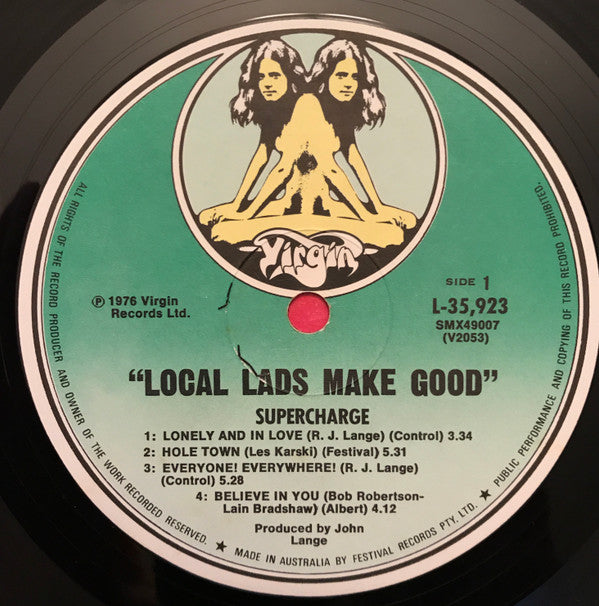 Virgin
SIDE 1
L-35,923
SMX49007
(V2053)
℗ 1976 Virgin
Records Ltd.
"LOCAL LADS MAKE GOOD"
SUPERCHARGE
1: LONELY AND IN LOVE (R. J. Lange) (Control) 3.34
2: HOLE TOWN (Les Karski) (Festival) 5.31
3: EVERYONE! EVERYWHERE! (R. J. Lange)
(Control) 5.28
4: BELIEVE IN YOU (Bob Robertson-
Lain Bradshaw) (Albert) 4.12
Produced by John
Lange
ALL RIGHTS OF THE RECORD PRODUCER AND OWNER OF THE WORK RECORDED RESERVED. ★ MADE IN AUSTRALIA BY FESTIVAL RECORDS PTY. LTD. ★ PUBLIC PERFORMANCE AND COPYING OF THIS RECORD PROHIBITED.